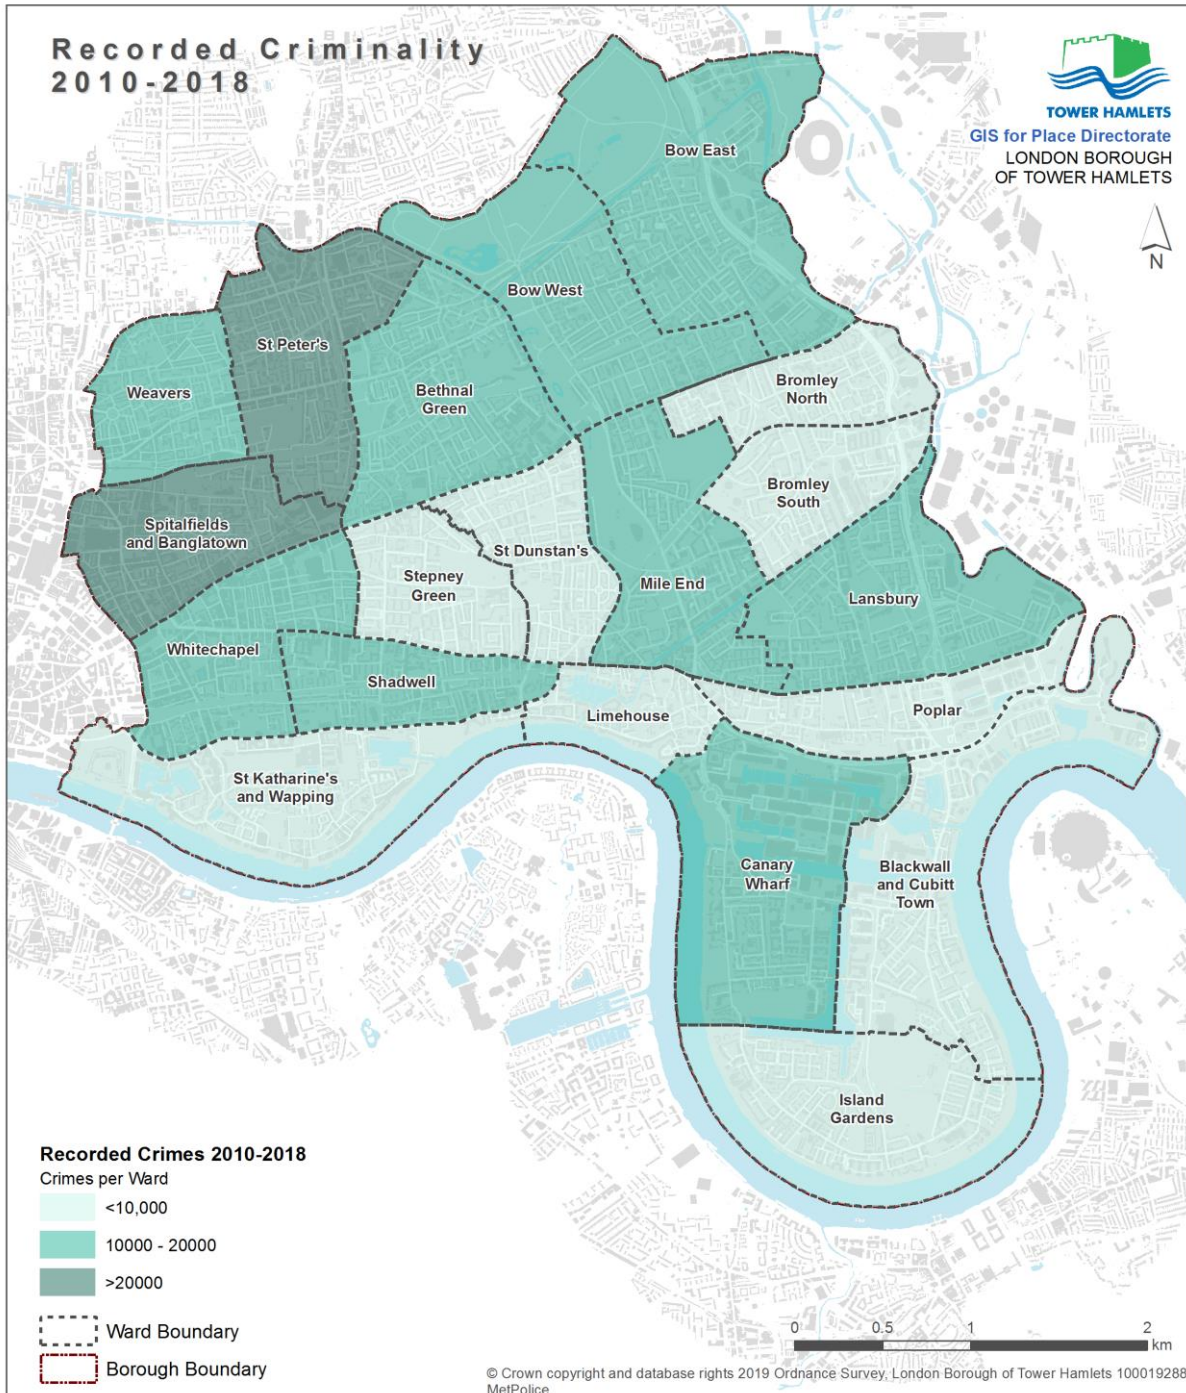 Recorded Criminality
2010-2018
TOWER HAMLETS
GIS for Place Directorate
LONDON BOROUGH
OF TOWER HAMLETS
N
Bow East
Bow West
St Peter's
Weavers
Bethnal
Green
Bromley
North
Bromley
South
Spitalfields
and Banglatown
St Dunstan's
Stepney
Green
Mile End
Lansbury
Whitechapel
Shadwell
Limehouse
Poplar
St Katharine's
and Wapping
Canary
Wharf
Blackwall
and Cubitt
Town
Island
Gardens
Recorded Crimes 2010-2018
Crimes per Ward
<10,000
10000 - 20000
>20000
Ward Boundary
Borough Boundary
0 0.5 1 2
km
© Crown copyright and database rights 2019 Ordnance Survey, London Borough of Tower Hamlets 100019288
MetPolice